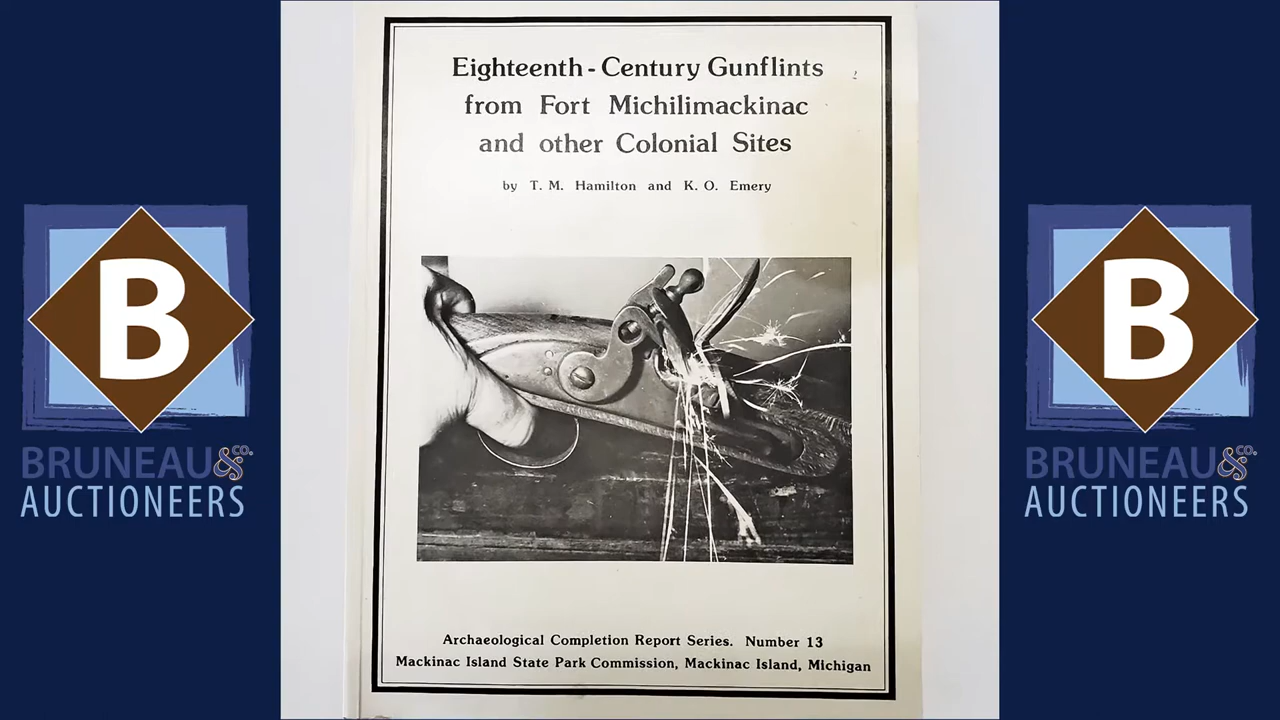 Eighteenth-Century Gunflints
from Fort Michilimackinac
and other Colonial Sites
by T. M. Hamilton and K. O. Emery
Archaeological Completion Report Series. Number 13
Mackinac Island State Park Commission, Mackinac Island, Michigan
B
BRUNEAU & CO.
AUCTIONEERS
B
BRUNEAU & CO.
AUCTIONEERS